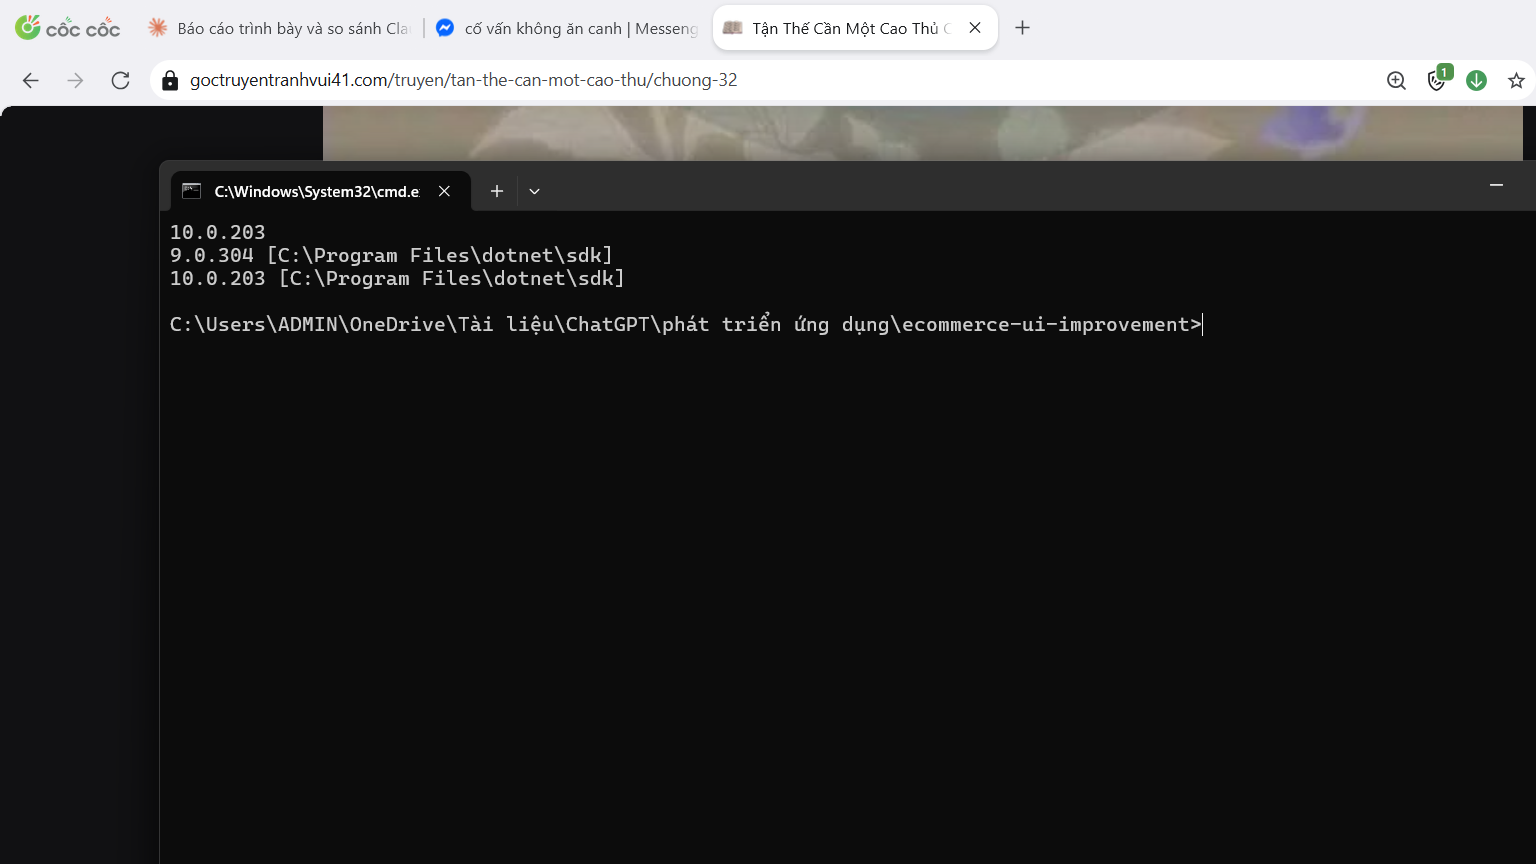 cốc cốc
Báo cáo trình bày và so sánh Cla
cố vấn không ăn canh | Messeng
Tận Thế Cần Một Cao Thủ C
goctruyentranhvui41.com/truyen/tan-the-can-mot-cao-thu/chuong-32
1
C:\Windows\System32\cmd.e
10.0.203
9.0.304 [C:\Program Files\dotnet\sdk]
10.0.203 [C:\Program Files\dotnet\sdk]
C:\Users\ADMIN\OneDrive\Tài liệu\ChatGPT\phát triển ứng dụng\ecommerce-ui-improvement>